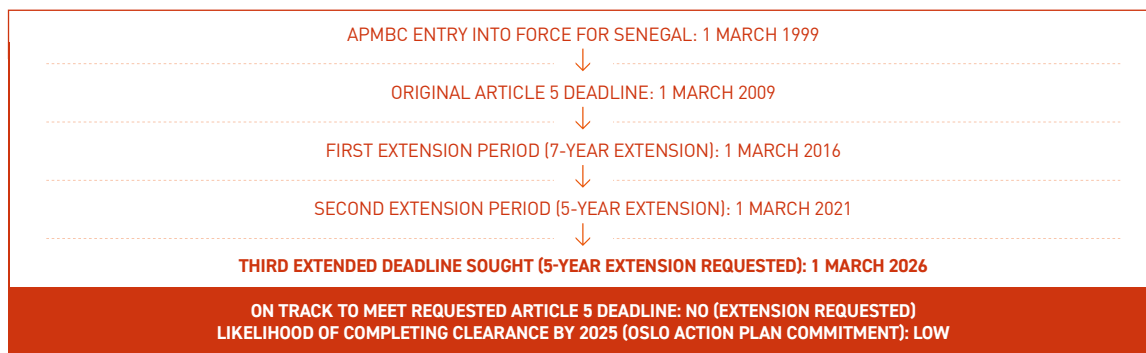 APMBC ENTRY INTO FORCE FOR SENEGAL: 1 MARCH 1999
ORIGINAL ARTICLE 5 DEADLINE: 1 MARCH 2009
FIRST EXTENSION PERIOD (7-YEAR EXTENSION): 1 MARCH 2016
SECOND EXTENSION PERIOD (5-YEAR EXTENSION): 1 MARCH 2021
THIRD EXTENDED DEADLINE SOUGHT (5-YEAR EXTENSION REQUESTED): 1 MARCH 2026
ON TRACK TO MEET REQUESTED ARTICLE 5 DEADLINE: NO (EXTENSION REQUESTED)
LIKELIHOOD OF COMPLETING CLEARANCE BY 2025 (OSLO ACTION PLAN COMMITMENT): LOW